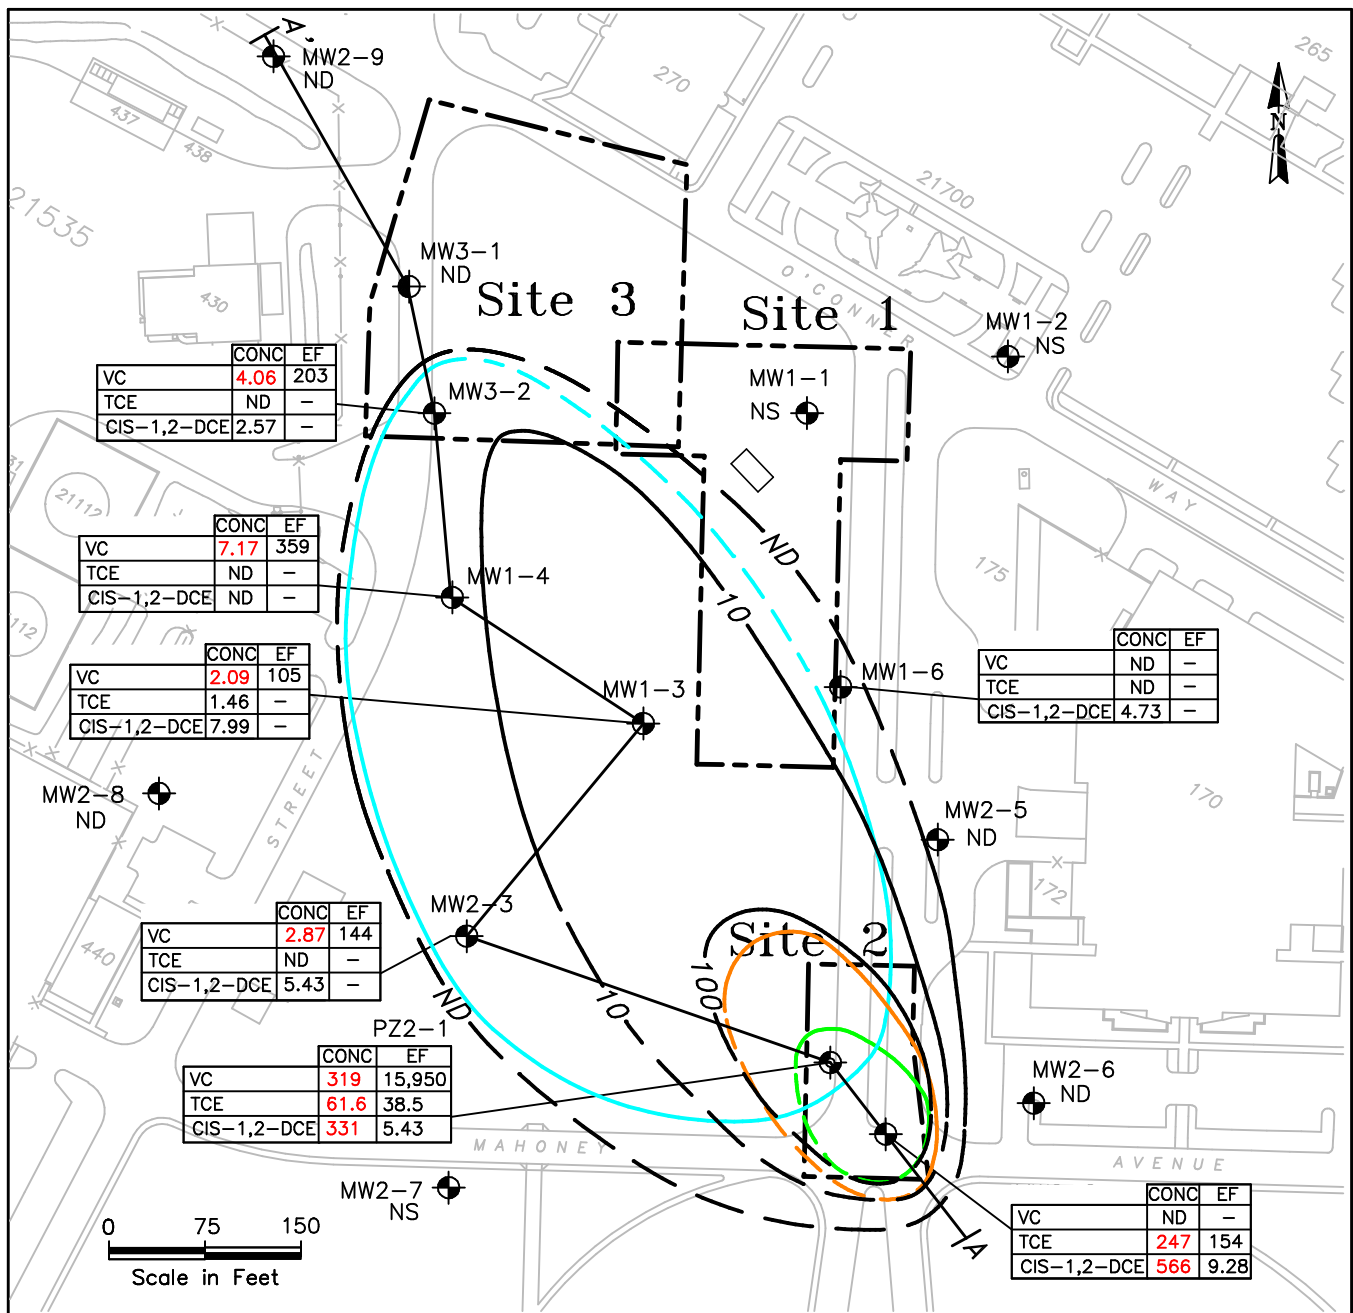 A'
MW2-9
ND
265
270
437
438
N
21700
21535
MW3-1
ND
430
O'CONNER
Site 3
Site 1
MW1-2
NS
CONC EF
VC 4.06 203
TCE ND -
CIS-1,2-DCE 2.57 -
MW3-2
MW1-1
NS
WAY
21112
31
CONC EF
VC 7.17 359
TCE ND -
CIS-1,2-DCE ND -
MW1-4
ND
175
10
112
CONC EF
VC 2.09 105
TCE 1.46 -
CIS-1,2-DCE 7.99 -
MW1-3
MW1-6
CONC EF
VC ND -
TCE ND -
CIS-1,2-DCE 4.73 -
MW2-8
ND
STREET
170
MW2-5
ND
172
MW2-3
CONC EF
VC 2.87 144
TCE ND -
CIS-1,2-DCE 5.43 -
440
Site 2
100
ND
10
PZ2-1
CONC EF
VC 319 15,950
TCE 61.6 38.5
CIS-1,2-DCE 331 5.43
MW2-6
ND
MAHONEY
AVENUE
MW2-7
NS
A
CONC EF
VC ND -
TCE 247 154
CIS-1,2-DCE 566 9.28
0 75 150
Scale in Feet